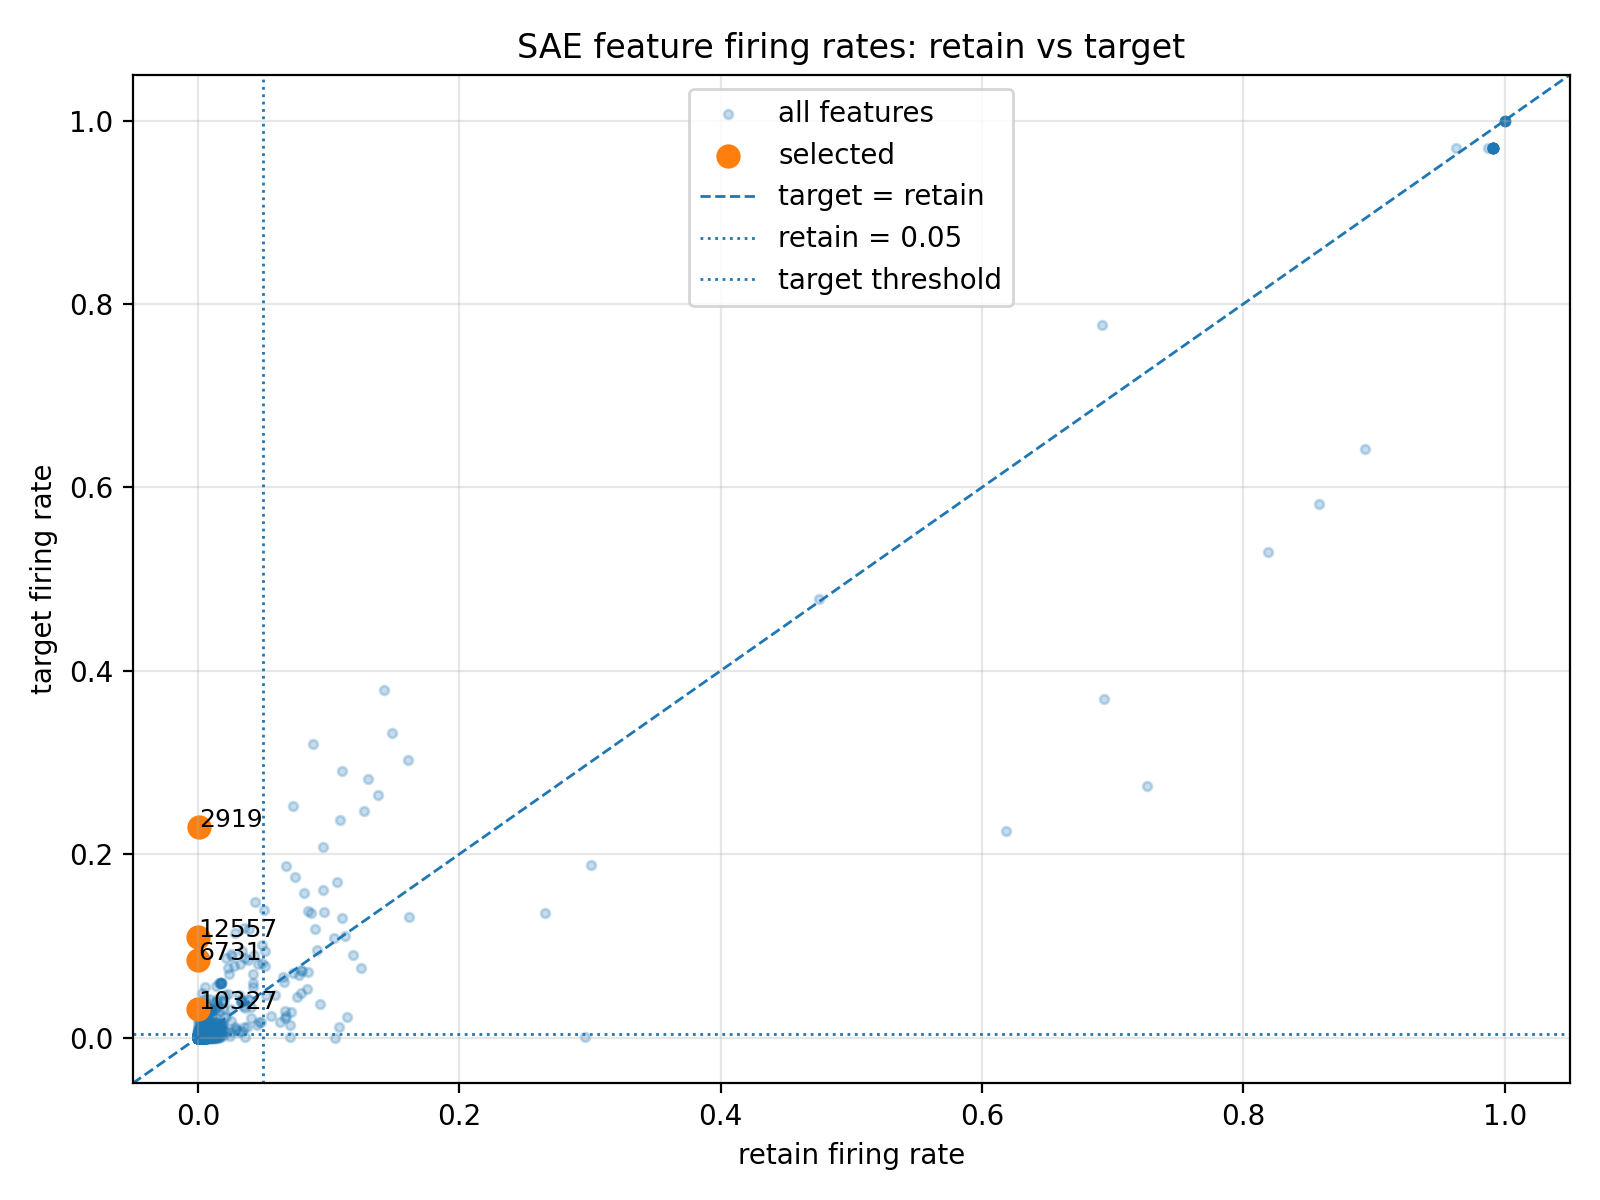 SAE feature firing rates: retain vs target
all features
selected
target = retain
retain = 0.05
target threshold
target firing rate
1.0
0.8
0.6
0.4
0.2
0.0
2919
12557
6731
10327
0.0
0.2
0.4
0.6
0.8
1.0
retain firing rate